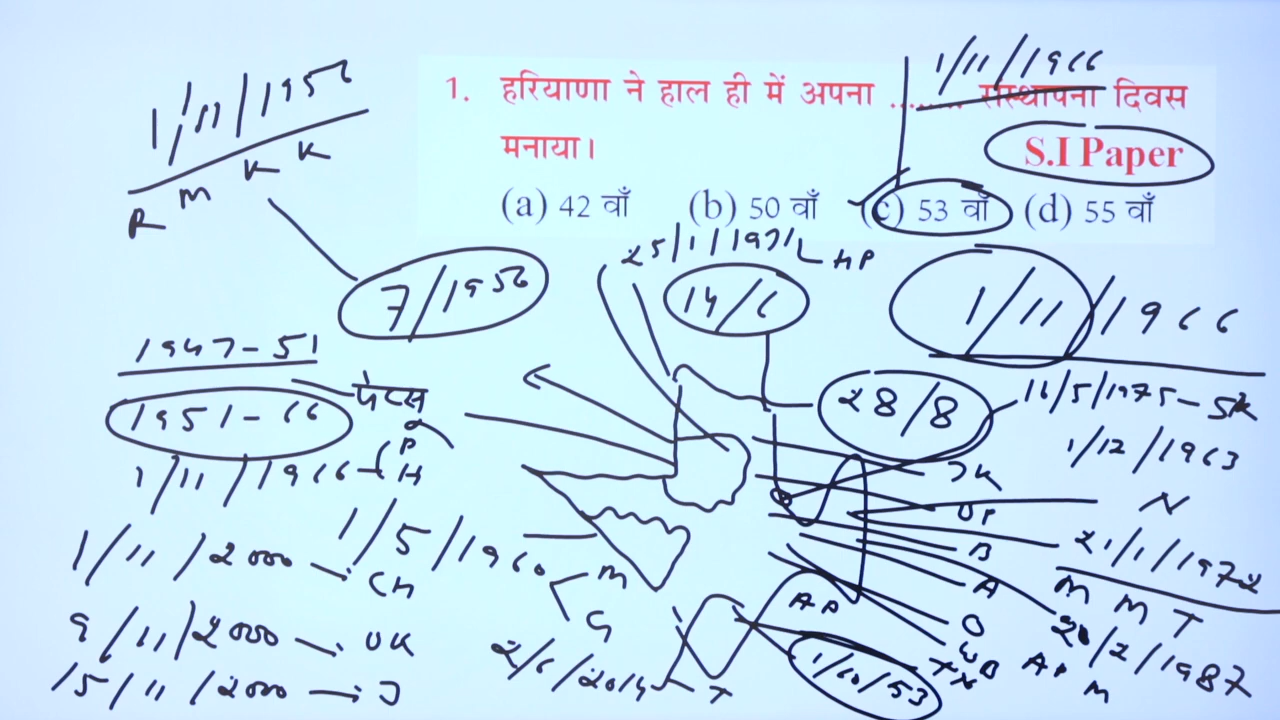 1/11/1966
1. हरियाणा ने हाल ही में अपना ......... संस्थापना दिवस
मनाया।
S.I Paper
(a) 42 वाँ (b) 50 वाँ (c) 53 वाँ (d) 55 वाँ
1/11/1956
R M K K
7/1956
25/1/1971 HP
14/6
1/11/1966
1947-51
1951-66
28/8
16/5/1975-SK
1/12/1963
N
1/11/1966 P
H
JK
UP
B
A
O
WB
21/1/1972
M M T
1/11/2000 CH
1/5/1960 M
G
9/11/2000 UK
15/11/2000 J
2/6/2014 T
AP
1/10/53
20/2/1987
AP
M